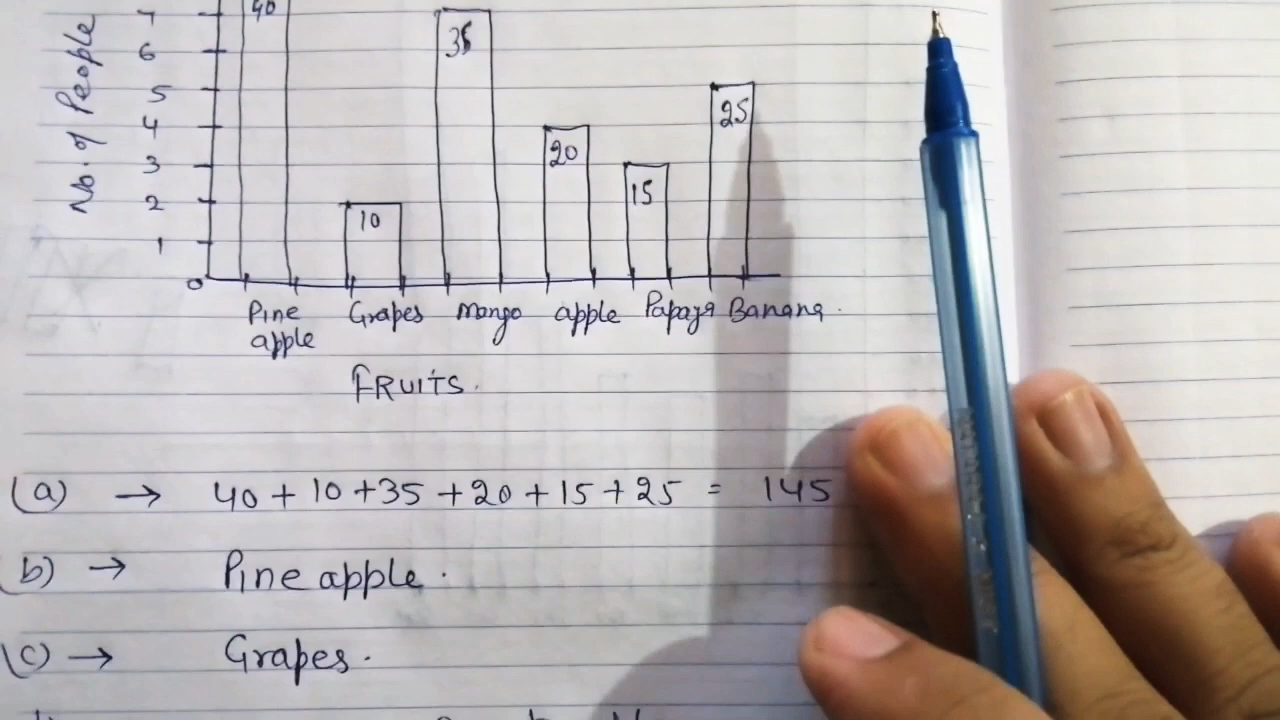 40
7
35
6
No. of People
5
25
4
20
3
15
2
10
1
0
Pine Grapes Mango apple Papaya Banana.
apple
FRUITS.
(a) → 40 + 10 + 35 + 20 + 15 + 25 = 145
b) → Pine apple.
(c) → Grapes.